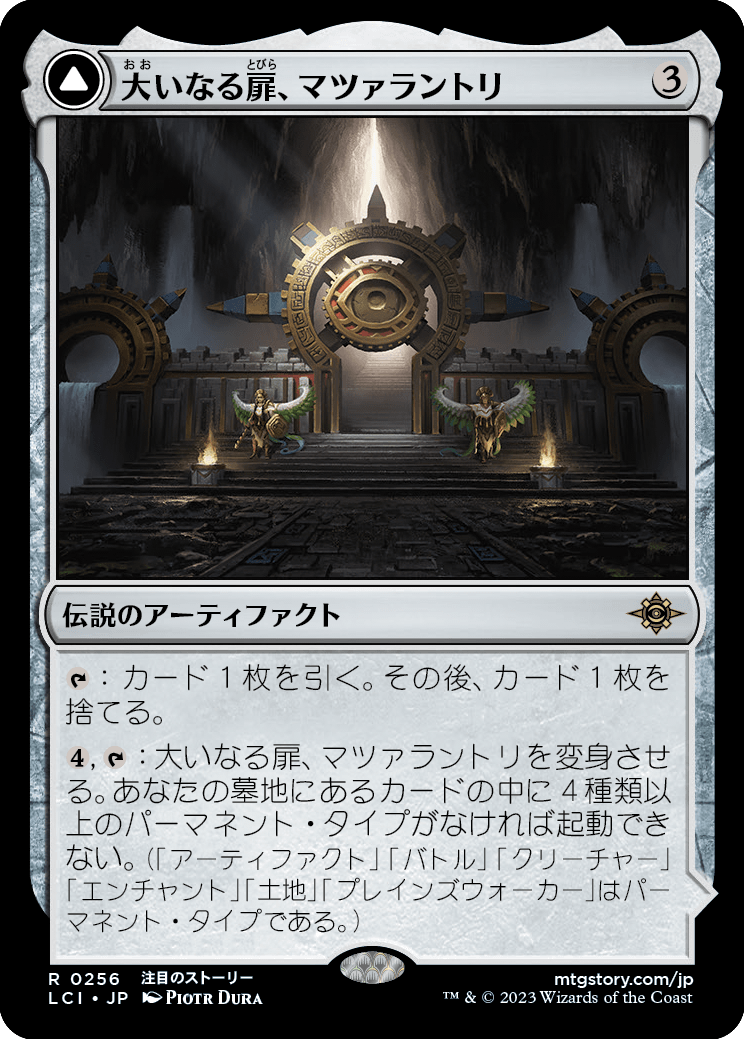 大いなる扉、マツァラントリ 3
おお とびら
伝説のアーティファクト
：カード１枚を引く。その後、カード１枚を
捨てる。
4, ：大いなる扉、マツァラントリを変身させ
る。あなたの墓地にあるカードの中に４種類以
上のパーマネント・タイプがなければ起動でき
ない。（「アーティファクト」「バトル」「クリーチャー」
「エンチャント」「土地」「プレインズウォーカー」はパー
マネント・タイプである。）
R 0256 注目のストーリー mtgstory.com/jp
LCI • JP Piotr Dura ™ & © 2023 Wizards of the Coast